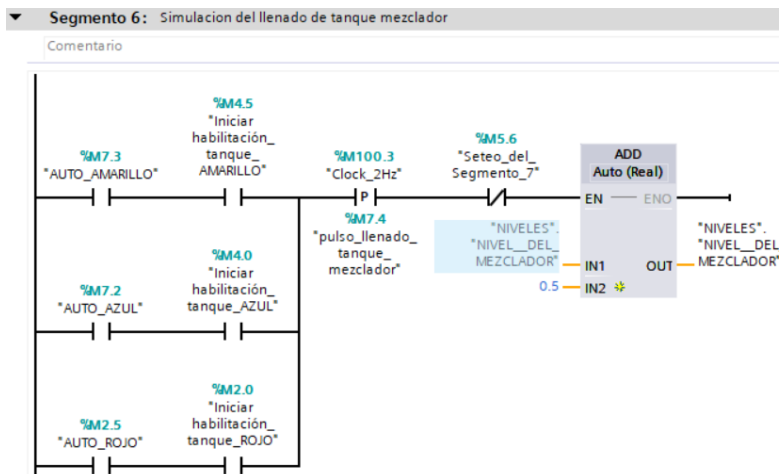 Segmento 6: Simulacion del llenado de tanque mezclador
Comentario
%M7.3
"AUTO_AMARILLO"
%M4.5
"Iniciar
habilitación_
tanque_
AMARILLO"
%M100.3
"Clock_2Hz"
P
%M7.4
"pulso_llenado_
tanque_
mezclador"
%M5.6
"Seteo_del_
Segmento_7"
ADD
Auto (Real)
EN
ENO
"NIVELES".
"NIVEL__DEL_
MEZCLADOR"
IN1
0.5
IN2
OUT
"NIVELES".
"NIVEL__DEL
MEZCLADOR"
%M7.2
"AUTO_AZUL"
%M4.0
"Iniciar
habilitación_
tanque_AZUL"
%M2.5
"AUTO_ROJO"
%M2.0
"Iniciar
habilitación_
tanque_ROJO"